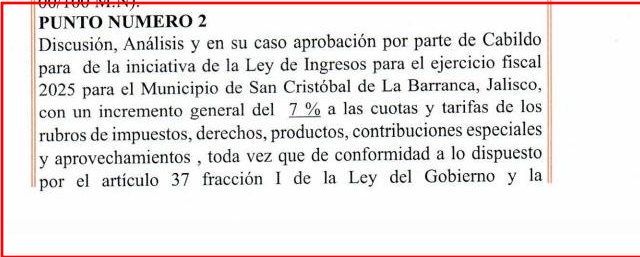 00/100 M.N).
PUNTO NUMERO 2
Discusión, Análisis y en su caso aprobación por parte de Cabildo
para de la iniciativa de la Ley de Ingresos para el ejercicio fiscal
2025 para el Municipio de San Cristóbal de La Barranca, Jalisco,
con un incremento general del 7 % a las cuotas y tarifas de los
rubros de impuestos, derechos, productos, contribuciones especiales
y aprovechamientos , toda vez que de conformidad a lo dispuesto
por el artículo 37 fracción I de la Ley del Gobierno y la